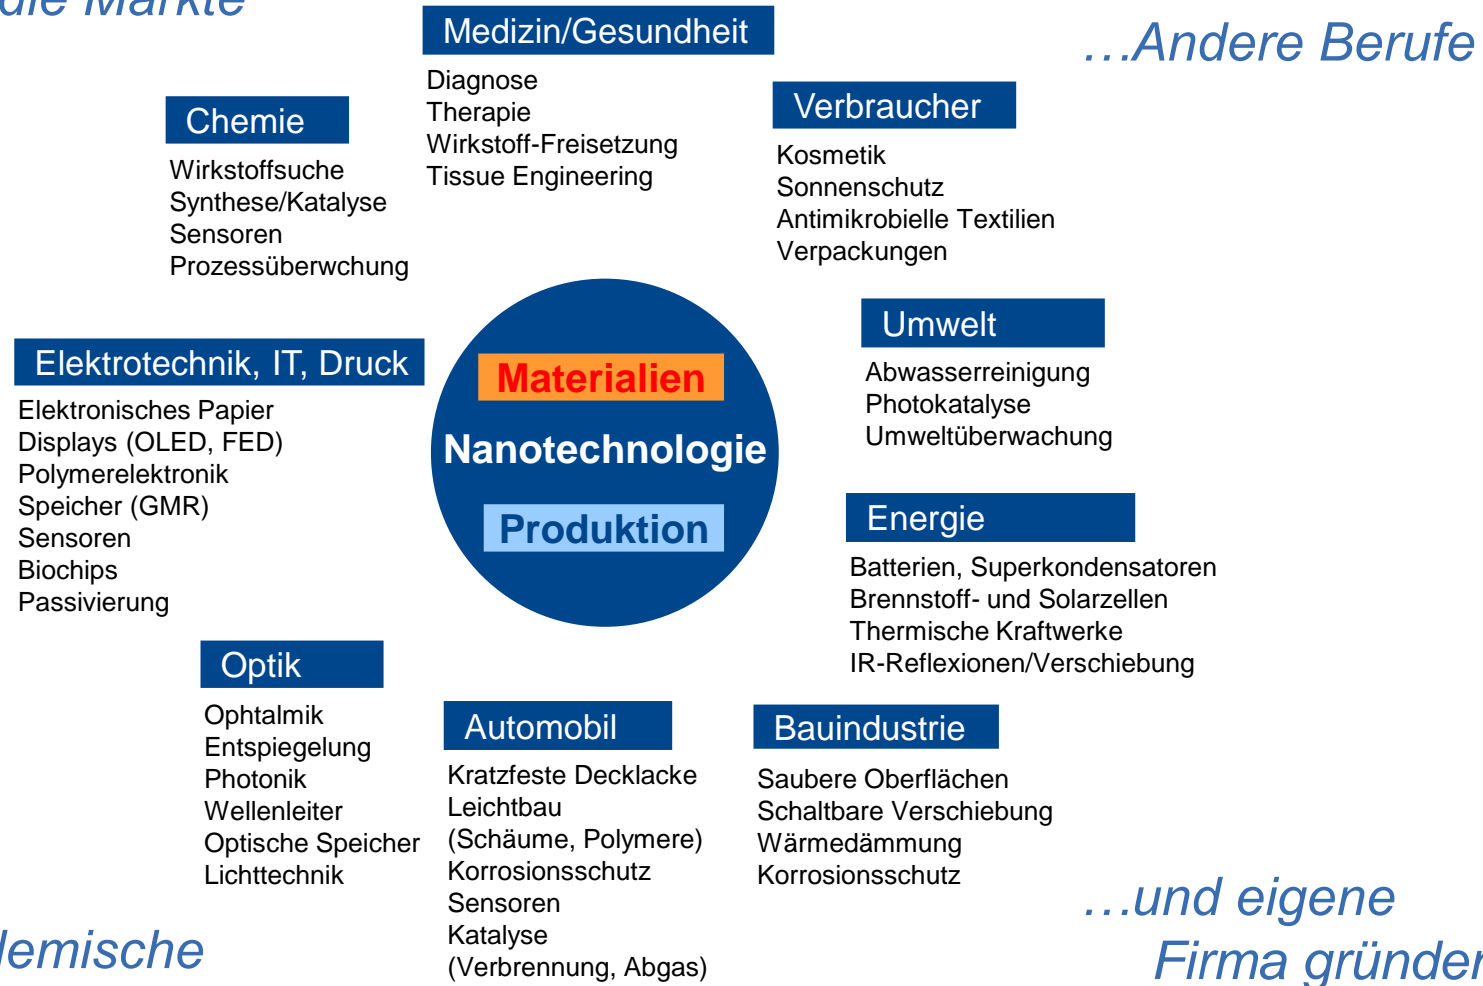 die Märkte
Medizin/Gesundheit
Diagnose
Therapie
Wirkstoff-Freisetzung
Tissue Engineering
…Andere Berufe
Chemie
Wirkstoffsuche
Synthese/Katalyse
Sensoren
Prozessüberwchung
Verbraucher
Kosmetik
Sonnenschutz
Antimikrobielle Textilien
Verpackungen
Umwelt
Abwasserreinigung
Photokatalyse
Umweltüberwachung
Elektrotechnik, IT, Druck
Elektronisches Papier
Displays (OLED, FED)
Polymerelektronik
Speicher (GMR)
Sensoren
Biochips
Passivierung
Materialien
Nanotechnologie
Produktion
Energie
Batterien, Superkondensatoren
Brennstoff- und Solarzellen
Thermische Kraftwerke
IR-Reflexionen/Verschiebung
Optik
Ophtalmik
Entspiegelung
Photonik
Wellenleiter
Optische Speicher
Lichttechnik
Automobil
Kratzfeste Decklacke
Leichtbau
(Schäume, Polymere)
Korrosionsschutz
Sensoren
Katalyse
(Verbrennung, Abgas)
Bauindustrie
Saubere Oberflächen
Schaltbare Verschiebung
Wärmedämmung
Korrosionsschutz
lemische
…und eigene
Firma gründen